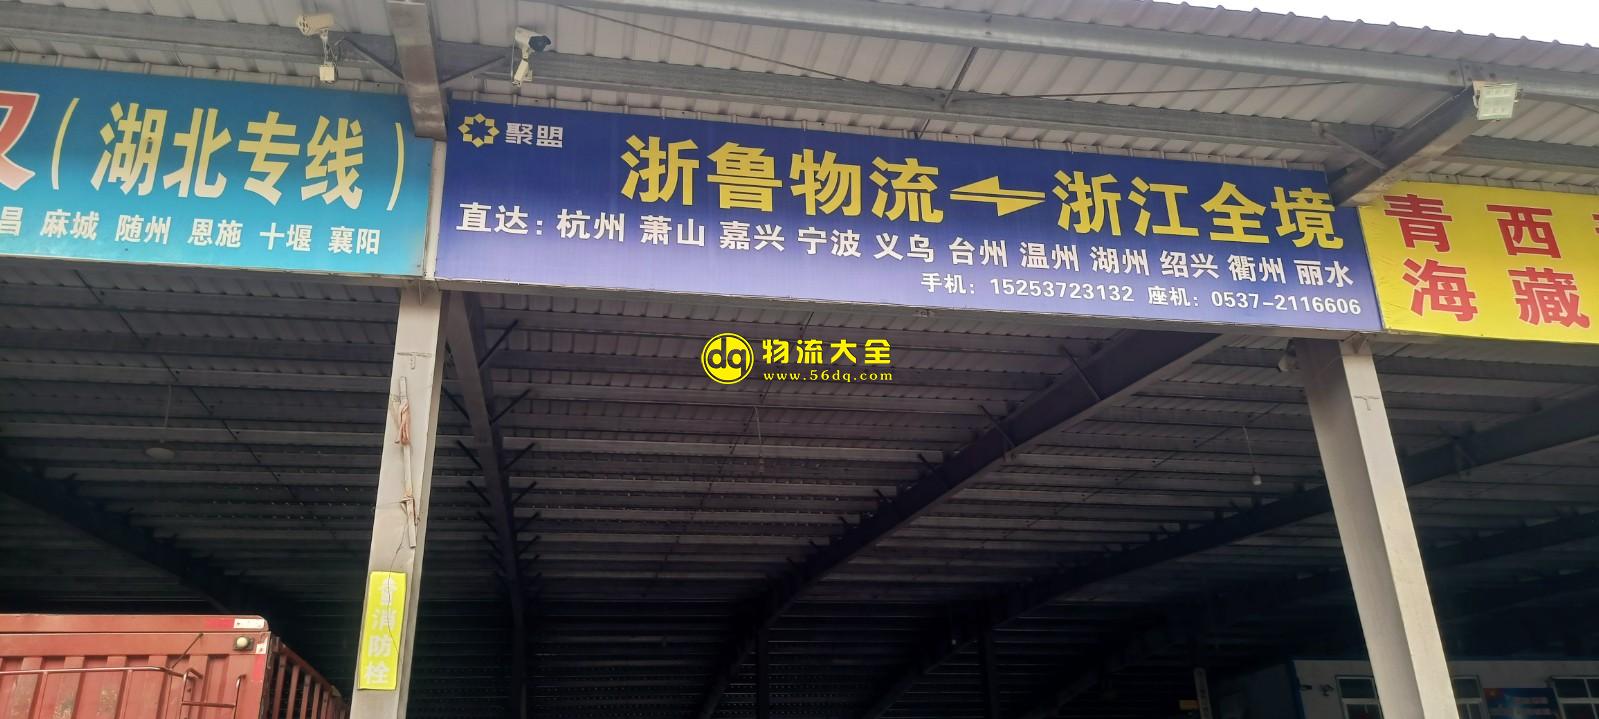 汉（湖北专线）
昌 麻城 随州 恩施 十堰 襄阳
聚盟
浙鲁物流⇌浙江全境
直达：杭州 萧山 嘉兴 宁波 义乌 台州 温州 湖州 绍兴 衢州 丽水
手机：15253723132 座机：0537-2116606
青 西
海 藏
dq 物流大全
www.56dq.com
消防栓